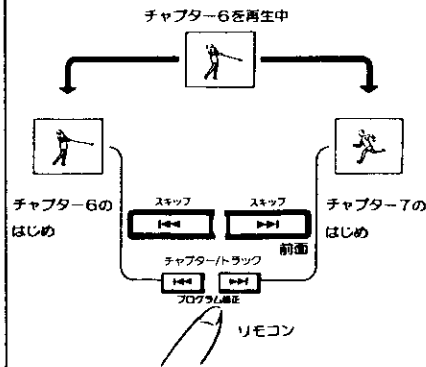 チャプター6を再生中
チャプター6の
はじめ
スキップ
スキップ
チャプター7の
はじめ
前面
チャプター/トラック
プログラム修正
リモコン